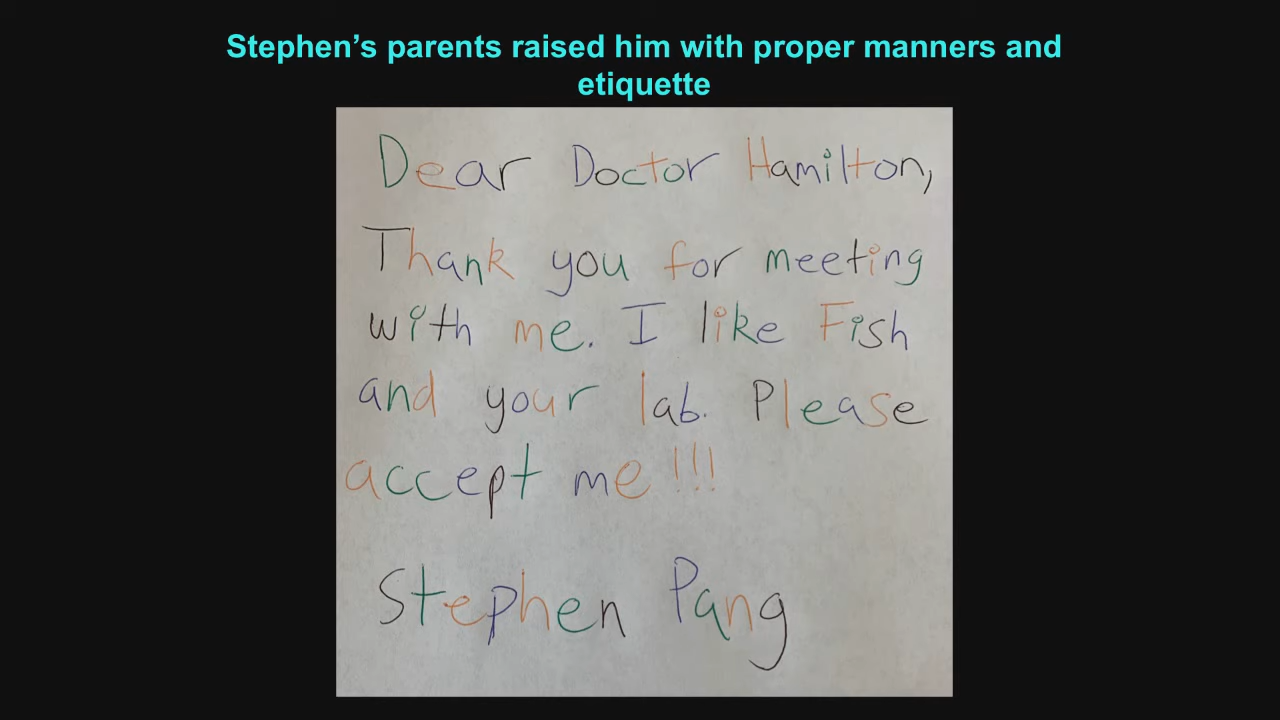 Stephen’s parents raised him with proper manners and
etiquette
Dear Doctor Hamilton,
Thank you for meeting
with me. I like Fish
and your lab. Please
accept me!!!
Stephen Pang